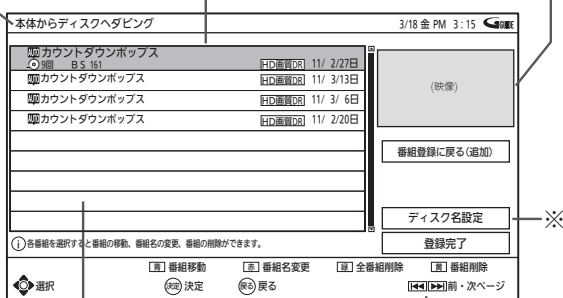 本体からディスクへダビング 3/18 金 PM 3:15 GGUIDE
カウントダウンポップス
9回 BS 161 HD画質DR 11/ 2/27日
カウントダウンポップス HD画質DR 11/ 3/13日
カウントダウンポップス HD画質DR 11/ 3/ 6日
カウントダウンポップス HD画質DR 11/ 2/20日
(映像)
番組登録に戻る(追加)
ディスク名設定 ※
登録完了
i 各番組を選択すると番組の移動、番組名の変更、番組の削除ができます。
青 番組移動 赤 番組名変更 緑 全番組削除 黄 番組削除
選択 決定 決定 戻る 戻る 前・次ページ